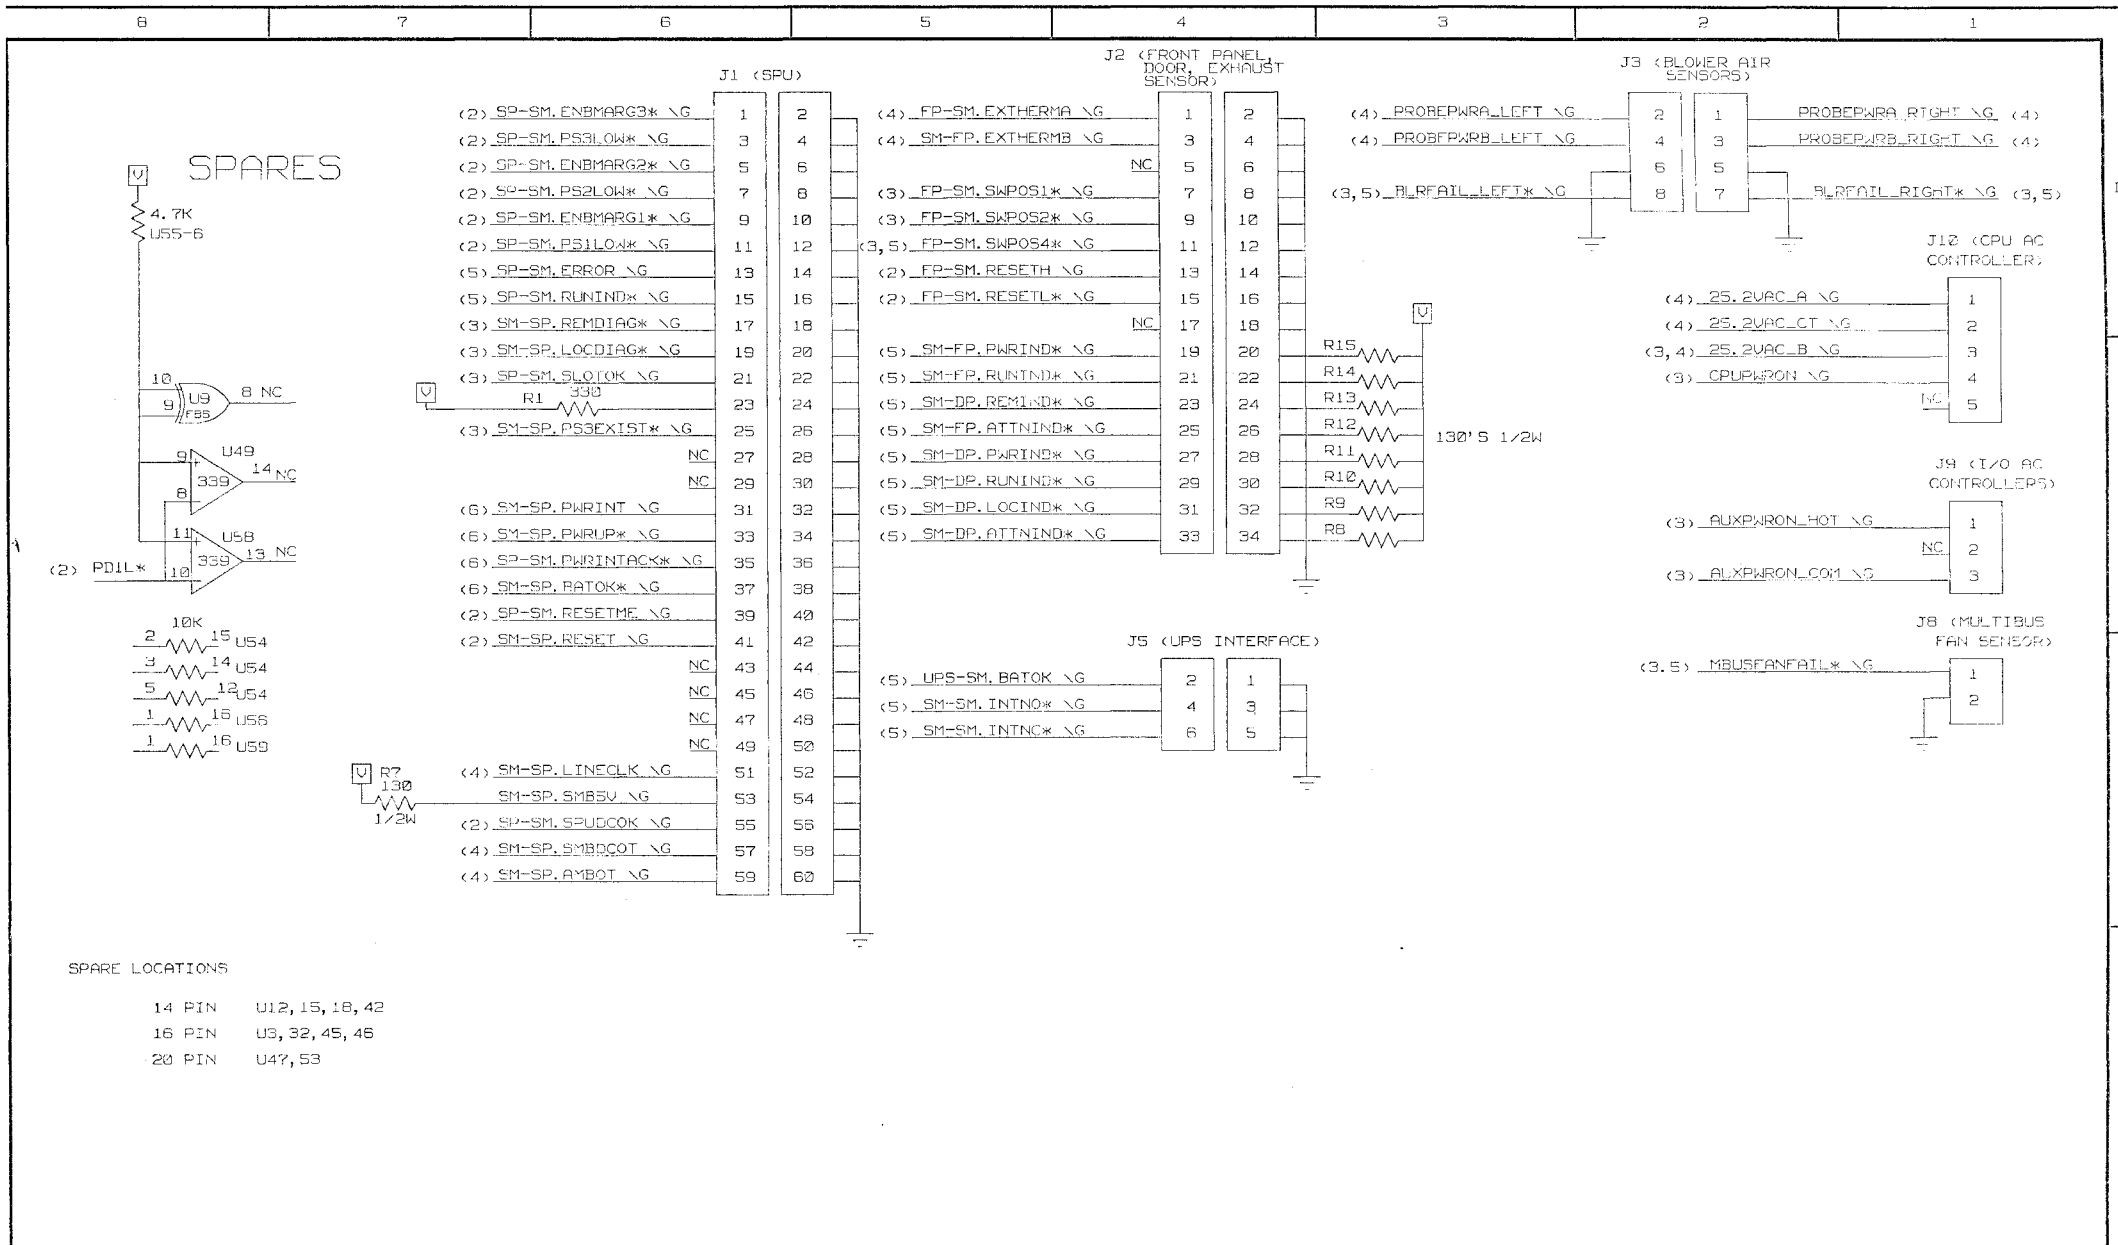 8 7 6 5 4 3 2 1
SPARES
V
4.7K
U55-6
10
9
U9
F86
8 NC
U49
9
8
339
14 NC
U58
11
10
339
13 NC
(2) PD1L*
10K
2 15 U54
3 14 U54
5 12 U54
1 16 U56
1 16 U59
J1 (SPU)
(2) SP-SM.ENBMARG3* \G 1 2
(2) SP-SM.PS3LOW* \G 3 4
(2) SP-SM.ENBMARG2* \G 5 6
(2) SP-SM.PS2LOW* \G 7 8
(2) SP-SM.ENBMARG1* \G 9 10
(2) SP-SM.PS1LOW* \G 11 12
(5) SP-SM.ERROR \G 13 14
(5) SP-SM.RUNIND* \G 15 16
(3) SM-SP.REMDIAG* \G 17 18
(3) SM-SP.LOCDIAG* \G 19 20
(3) SP-SM.SLOTOK \G 21 22
V R1 330 23 24
(3) SM-SP.PS3EXIST* \G 25 26
NC 27 28
NC 29 30
(6) SM-SP.PWRINT \G 31 32
(6) SM-SP.PWRUP* \G 33 34
(6) SP-SM.PWRINTACK* \G 35 36
(6) SM-SP.BATOK* \G 37 38
(2) SP-SM.RESETME \G 39 40
(2) SM-SP.RESET \G 41 42
NC 43 44
NC 45 46
NC 47 48
NC 49 50
(4) SM-SP.LINECLK \G 51 52
V R7
130
1/2W
SM-SP.SMB5V \G 53 54
(2) SP-SM.SPUDCOK \G 55 56
(4) SM-SP.SMBDCOT \G 57 58
(4) SM-SP.AMBOT \G 59 60
J2 (FRONT PANEL,
DOOR, EXHAUST
SENSOR)
(4) FP-SM.EXTHERMA \G 1 2
(4) SM-FP.EXTHERMB \G 3 4
NC 5 6
(3) FP-SM.SWPOS1* \G 7 8
(3) FP-SM.SWPOS2* \G 9 10
(3,5) FP-SM.SWPOS4* \G 11 12
(2) FP-SM.RESETH \G 13 14
(2) FP-SM.RESETL* \G 15 16
NC 17 18
V
(5) SM-FP.PWRIND* \G 19 20 R15
(5) SM-FP.RUNIND* \G 21 22 R14
(5) SM-DP.REMIND* \G 23 24 R13
(5) SM-FP.ATTNIND* \G 25 26 R12
130'S 1/2W
(5) SM-DP.PWRIND* \G 27 28 R11
(5) SM-DP.RUNIND* \G 29 30 R10
(5) SM-DP.LOCIND* \G 31 32 R9
(5) SM-DP.ATTNIND* \G 33 34 R8
J5 (UPS INTERFACE)
(5) UPS-SM.BATOK \G 2 1
(5) SM-SM.INTNO* \G 4 3
(5) SM-SM.INTNC* \G 6 5
J3 (BLOWER AIR
SENSORS)
(4) PROBEPWRA_LEFT \G 2 1 PROBEPWRA_RIGHT \G (4)
(4) PROBEPWRB_LEFT \G 4 3 PROBEPWRB_RIGHT \G (4)
6 5
(3,5) BLRFAIL_LEFT* \G 8 7 BLRFAIL_RIGHT* \G (3,5)
J10 (CPU AC
CONTROLLER)
(4) 25.2VAC_A \G 1
(4) 25.2VAC_CT \G 2
(3,4) 25.2VAC_B \G 3
(3) CPUPWRON \G 4
NC 5
J9 (I/O AC
CONTROLLERS)
(3) AUXPWRON_HOT \G 1
NC 2
(3) AUXPWRON_COM \G 3
J8 (MULTIBUS
FAN SENSOR)
(3.5) MBUSFANFAIL* \G 1
2
SPARE LOCATIONS
14 PIN U12,15,18,42
16 PIN U3,32,45,46
20 PIN U47,53